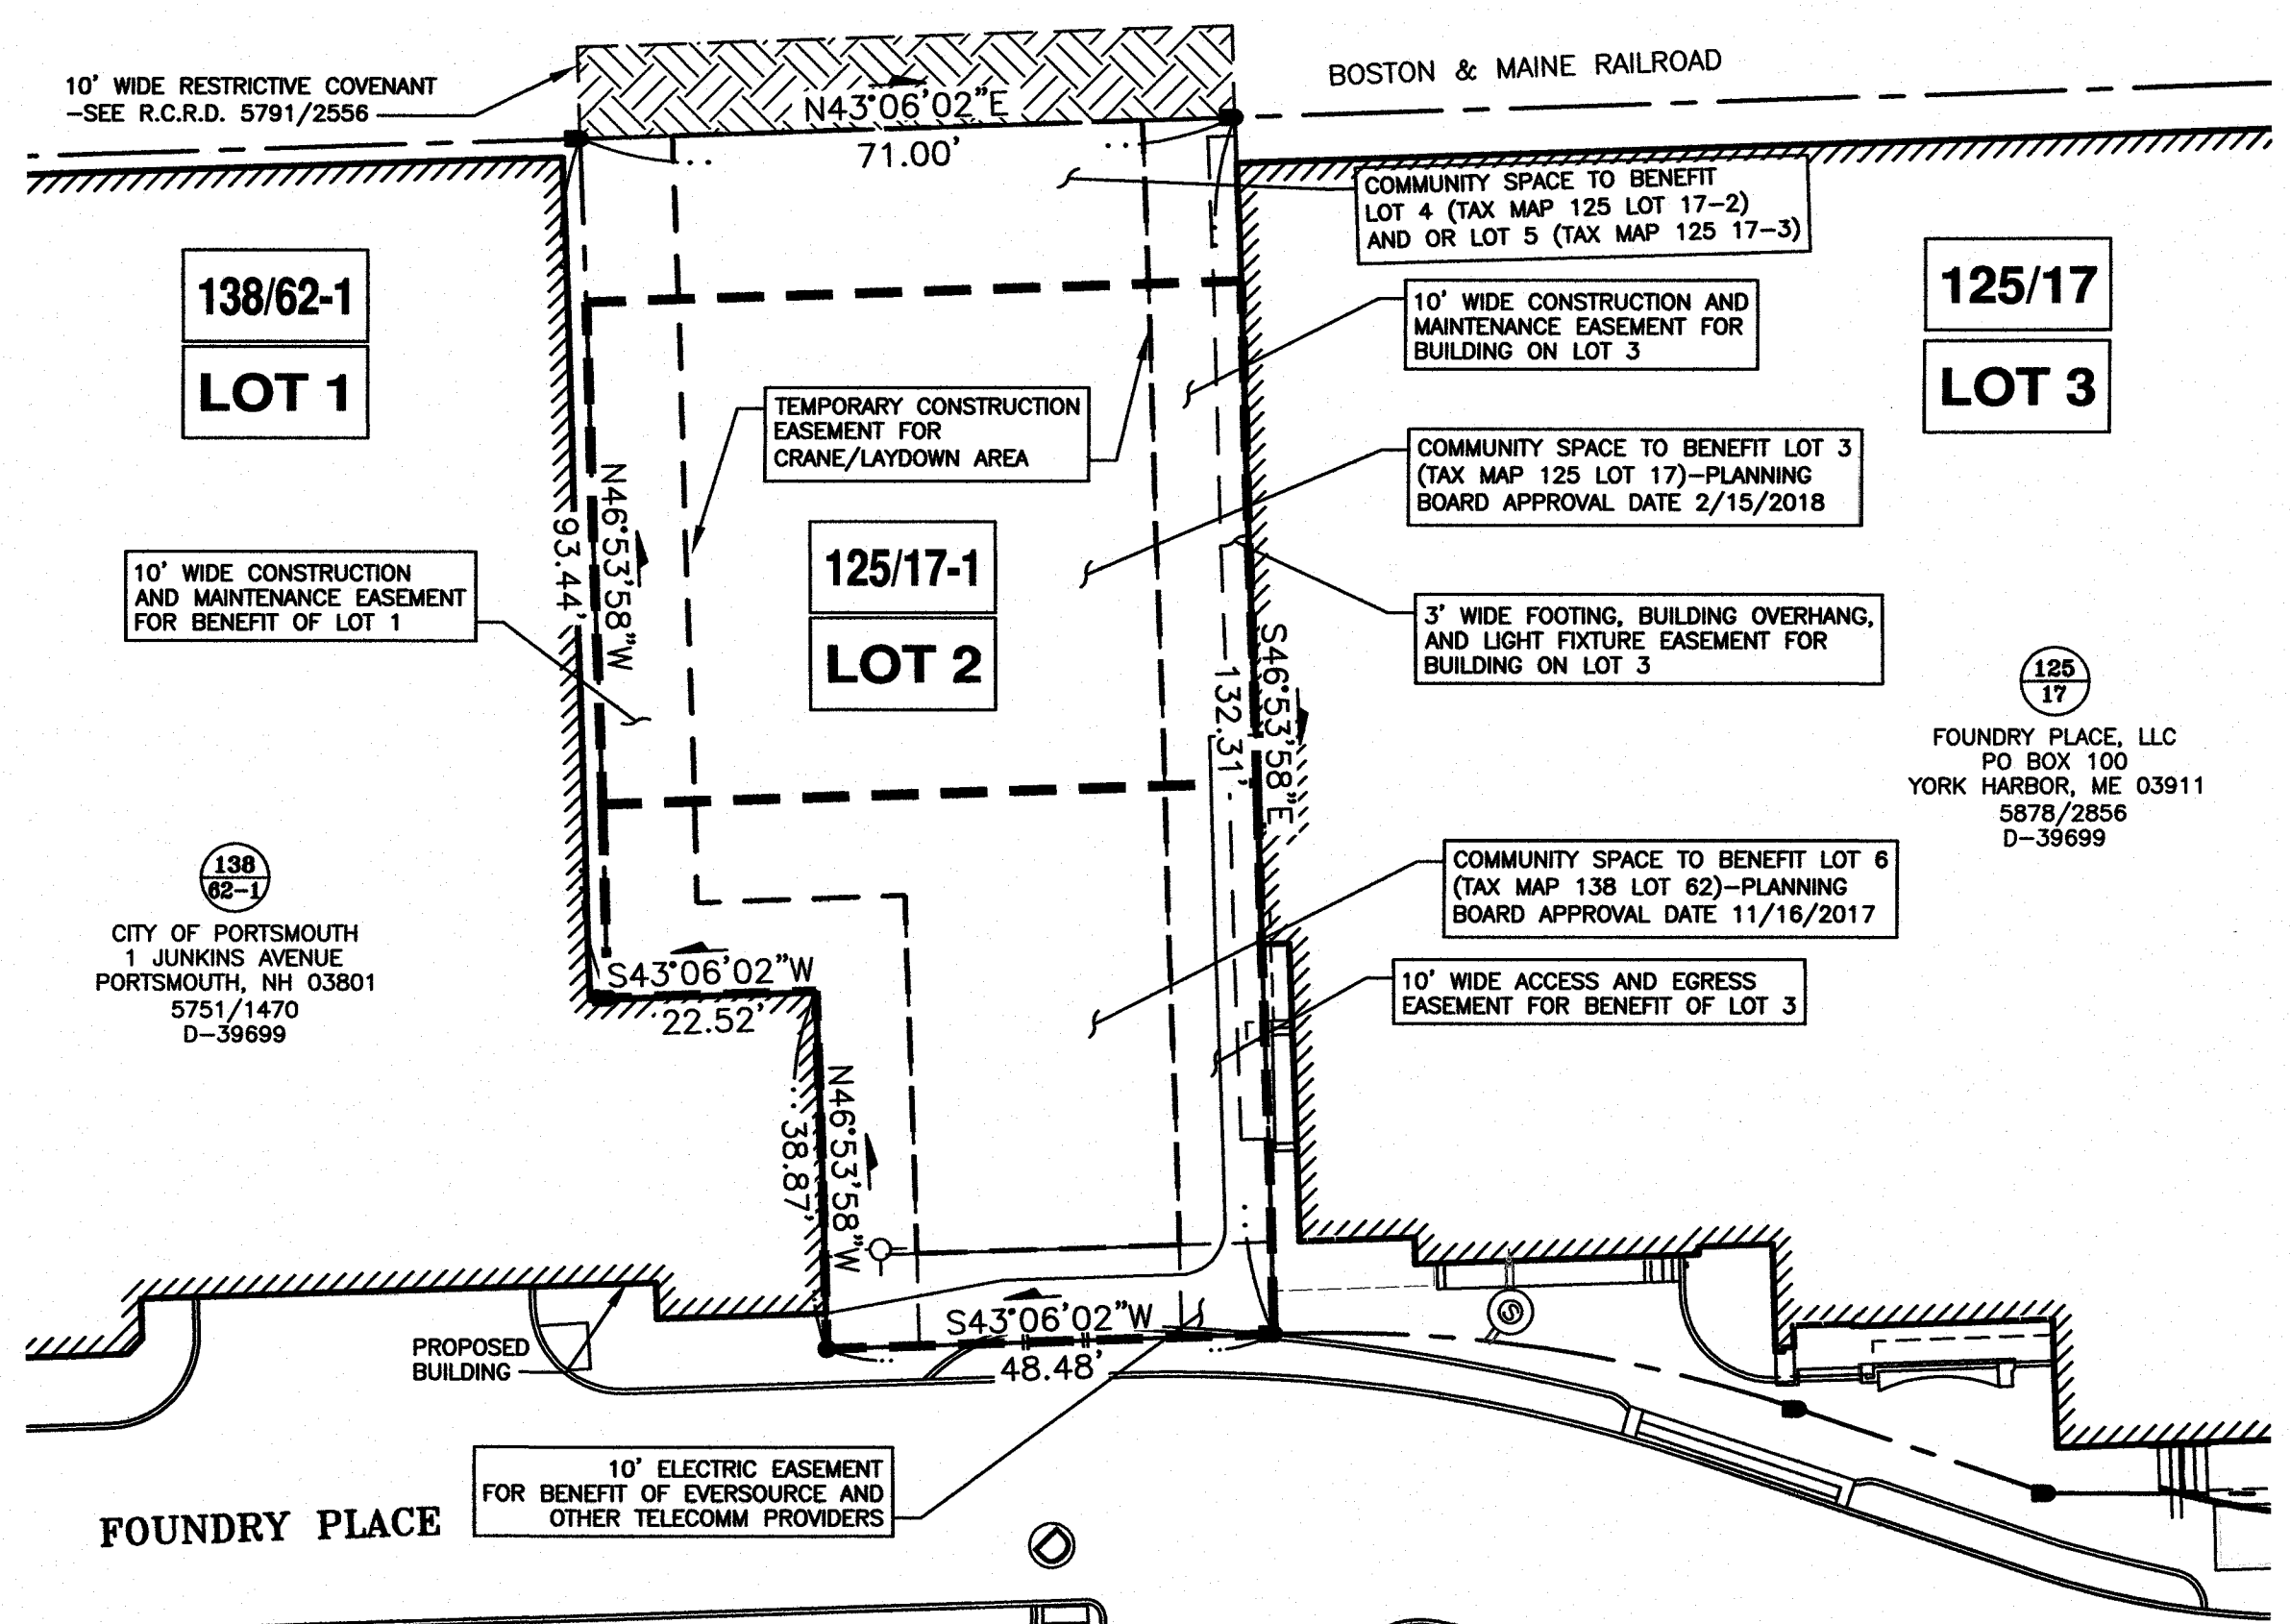 10' WIDE RESTRICTIVE COVENANT
-SEE R.C.R.D. 5791/2556
BOSTON & MAINE RAILROAD
N43°06'02"E
71.00'
COMMUNITY SPACE TO BENEFIT
LOT 4 (TAX MAP 125 LOT 17-2)
AND OR LOT 5 (TAX MAP 125 17-3)
138/62-1
LOT 1
125/17
LOT 3
10' WIDE CONSTRUCTION AND
MAINTENANCE EASEMENT FOR
BUILDING ON LOT 3
TEMPORARY CONSTRUCTION
EASEMENT FOR
CRANE/LAYDOWN AREA
COMMUNITY SPACE TO BENEFIT LOT 3
(TAX MAP 125 LOT 17)-PLANNING
BOARD APPROVAL DATE 2/15/2018
N46°53'58"W
93.44'
125/17-1
LOT 2
10' WIDE CONSTRUCTION
AND MAINTENANCE EASEMENT
FOR BENEFIT OF LOT 1
3' WIDE FOOTING, BUILDING OVERHANG,
AND LIGHT FIXTURE EASEMENT FOR
BUILDING ON LOT 3
S46°53'58"E
132.31'
125
17
FOUNDRY PLACE, LLC
PO BOX 100
YORK HARBOR, ME 03911
5878/2856
D-39699
138
62-1
CITY OF PORTSMOUTH
1 JUNKINS AVENUE
PORTSMOUTH, NH 03801
5751/1470
D-39699
COMMUNITY SPACE TO BENEFIT LOT 6
(TAX MAP 138 LOT 62)-PLANNING
BOARD APPROVAL DATE 11/16/2017
S43°06'02"W
22.52'
10' WIDE ACCESS AND EGRESS
EASEMENT FOR BENEFIT OF LOT 3
N46°53'58"W
38.87'
S43°06'02"W
48.48'
PROPOSED
BUILDING
S
10' ELECTRIC EASEMENT
FOR BENEFIT OF EVERSOURCE AND
OTHER TELECOMM PROVIDERS
FOUNDRY PLACE
D